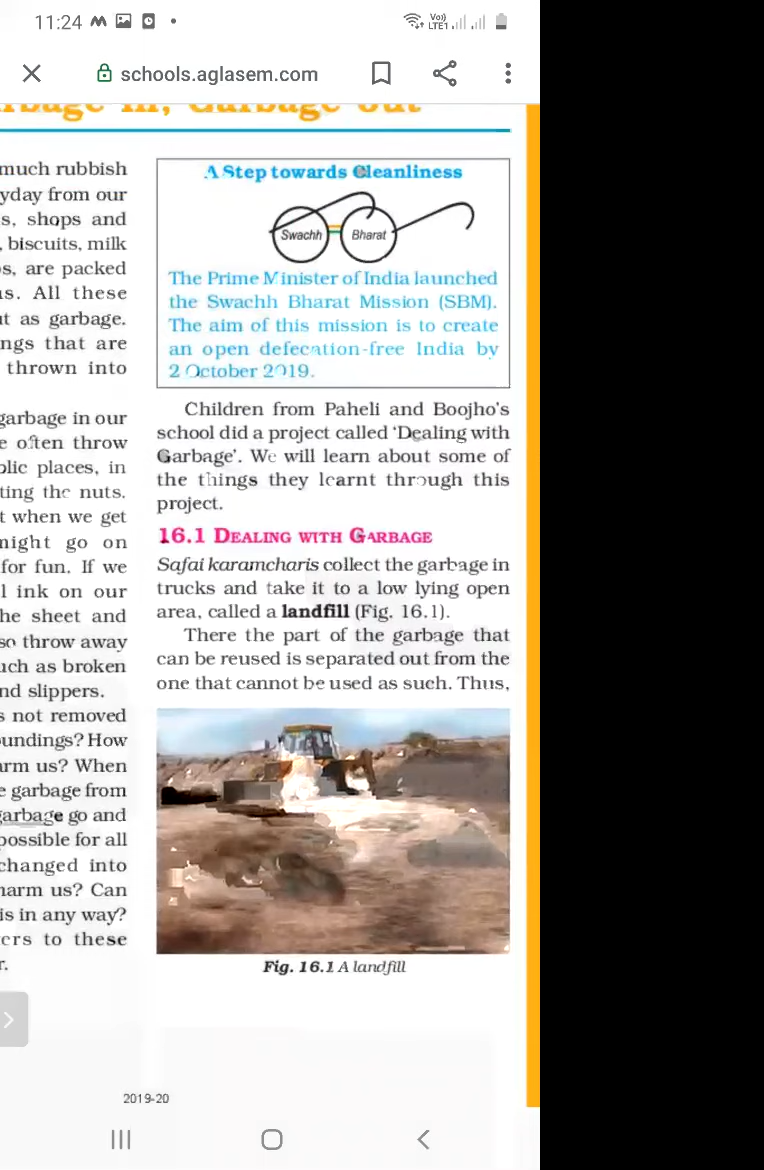 11:24
Vo)
LTE1
schools.aglasem.com
Garbage out
much rubbish
yday from our
s, shops and
, biscuits, milk
s, are packed
s. All these
t as garbage.
ngs that are
thrown into
garbage in our
e often throw
blic places, in
ting the nuts.
t when we get
might go on
for fun. If we
l ink on our
he sheet and
so throw away
uch as broken
nd slippers.
s not removed
oundings? How
arm us? When
e garbage from
garbage go and
possible for all
changed into
harm us? Can
is in any way?
ers to these
r.
A Step towards Cleanliness
Swachh Bharat
The Prime Minister of India launched
the Swachh Bharat Mission (SBM).
The aim of this mission is to create
an open defecation-free India by
2 October 2019.
Children from Paheli and Boojho's
school did a project called 'Dealing with
Garbage'. We will learn about some of
the things they learnt through this
project.
16.1 DEALING WITH GARBAGE
Safai karamcharis collect the garbage in
trucks and take it to a low lying open
area, called a landfill (Fig. 16.1).
There the part of the garbage that
can be reused is separated out from the
one that cannot be used as such. Thus,
Fig. 16.1 A landfill
2019-20